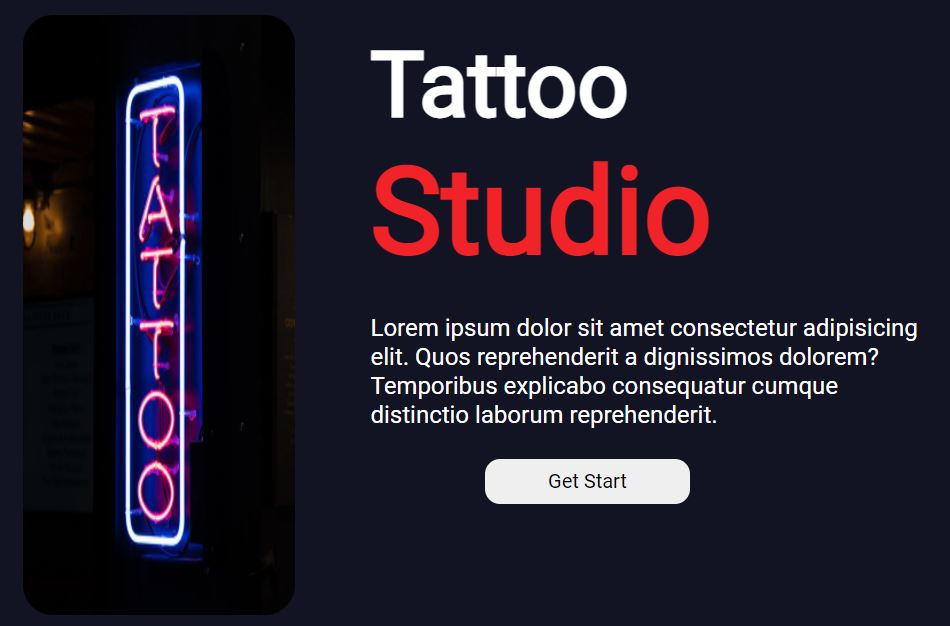 TATTOO
Tattoo
Studio
Lorem ipsum dolor sit amet consectetur adipisicing
elit. Quos reprehenderit a dignissimos dolorem?
Temporibus explicabo consequatur cumque
distinctio laborum reprehenderit.
Get Start